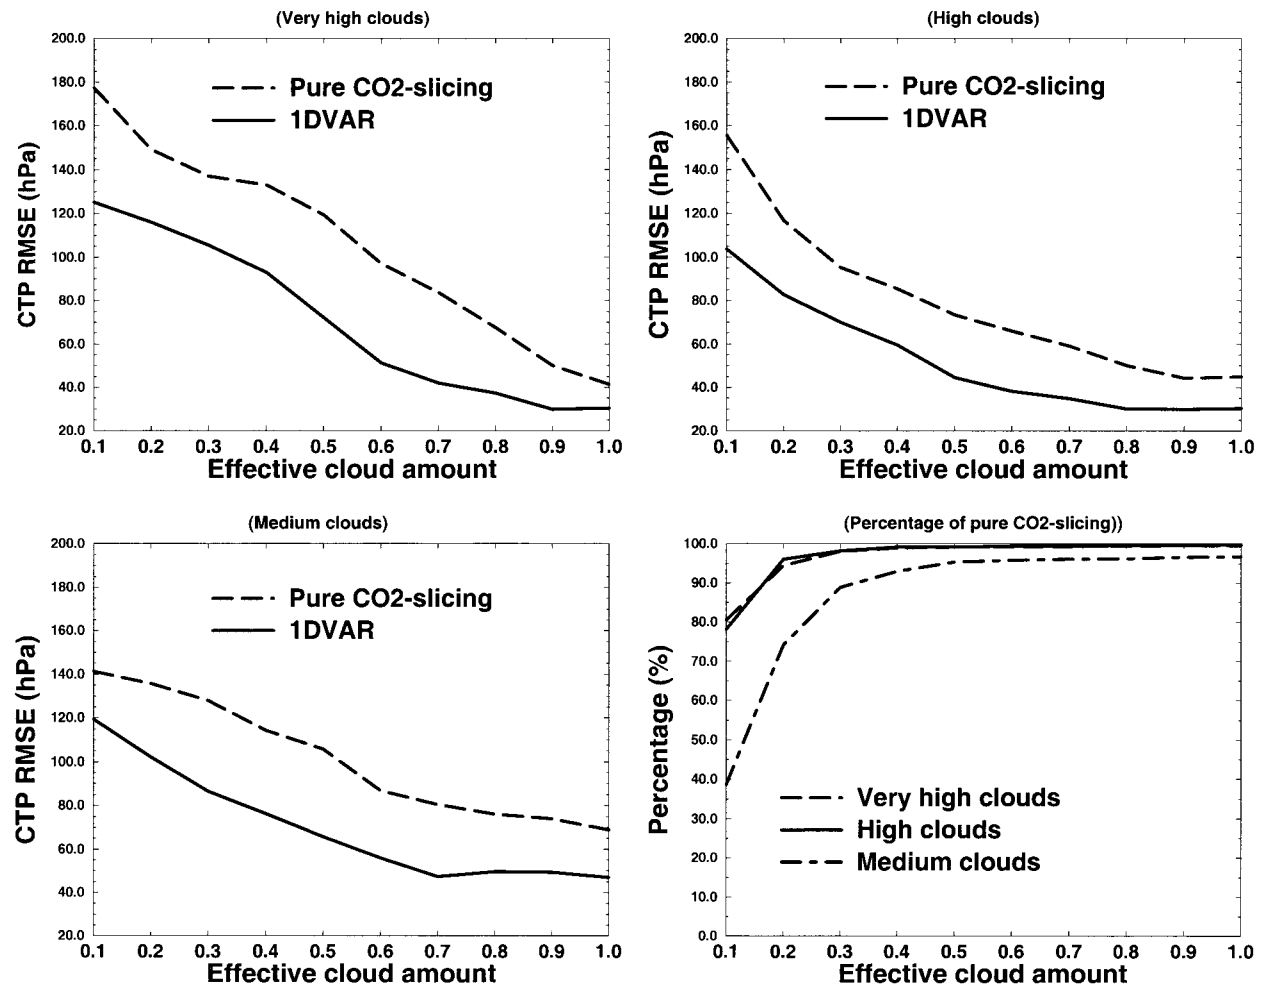 (Very high clouds)
200.0
180.0
160.0
140.0
120.0
100.0
80.0
60.0
40.0
20.0
CTP RMSE (hPa)
Pure CO2-slicing
1DVAR
0.1 0.2 0.3 0.4 0.5 0.6 0.7 0.8 0.9 1.0
Effective cloud amount
(High clouds)
200.0
180.0
160.0
140.0
120.0
100.0
80.0
60.0
40.0
20.0
CTP RMSE (hPa)
Pure CO2-slicing
1DVAR
0.1 0.2 0.3 0.4 0.5 0.6 0.7 0.8 0.9 1.0
Effective cloud amount
(Medium clouds)
200.0
180.0
160.0
140.0
120.0
100.0
80.0
60.0
40.0
20.0
CTP RMSE (hPa)
Pure CO2-slicing
1DVAR
0.1 0.2 0.3 0.4 0.5 0.6 0.7 0.8 0.9 1.0
Effective cloud amount
(Percentage of pure CO2-slicing))
100.0
90.0
80.0
70.0
60.0
50.0
40.0
30.0
20.0
10.0
0.0
Percentage (%)
Very high clouds
High clouds
Medium clouds
0.1 0.2 0.3 0.4 0.5 0.6 0.7 0.8 0.9 1.0
Effective cloud amount